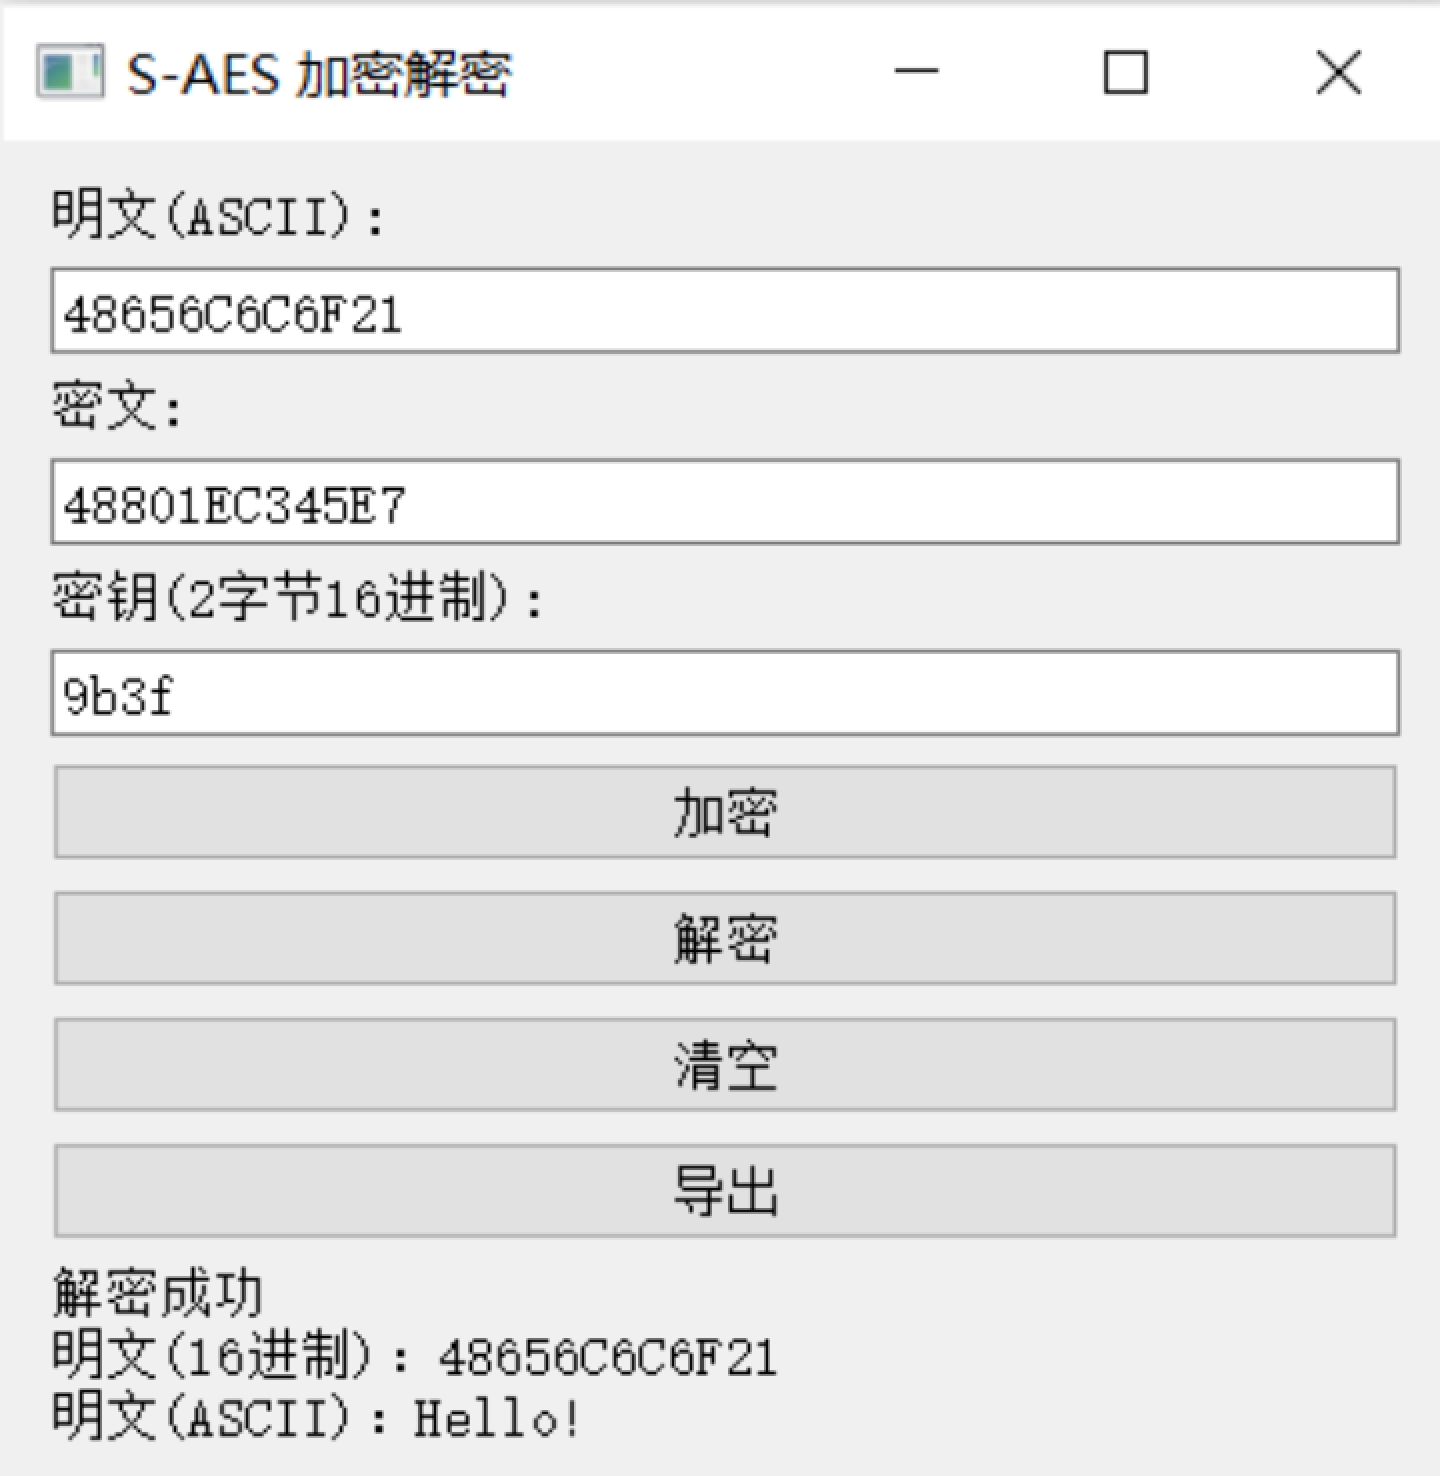 S-AES 加密解密
明文(ASCII):
48656C6C6F21
密文:
48801EC345E7
密钥(2字节16进制):
9b3f
加密
解密
清空
导出
解密成功
明文(16进制): 48656C6C6F21
明文(ASCII): Hello!